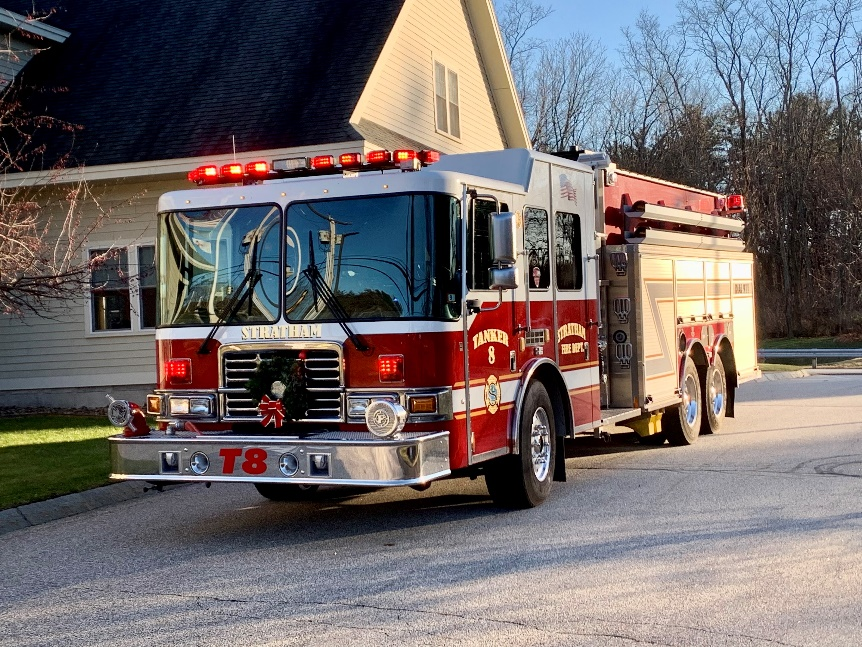 STRATHAM
T8
TANKER
8
STRATHAM
FIRE DEPT.